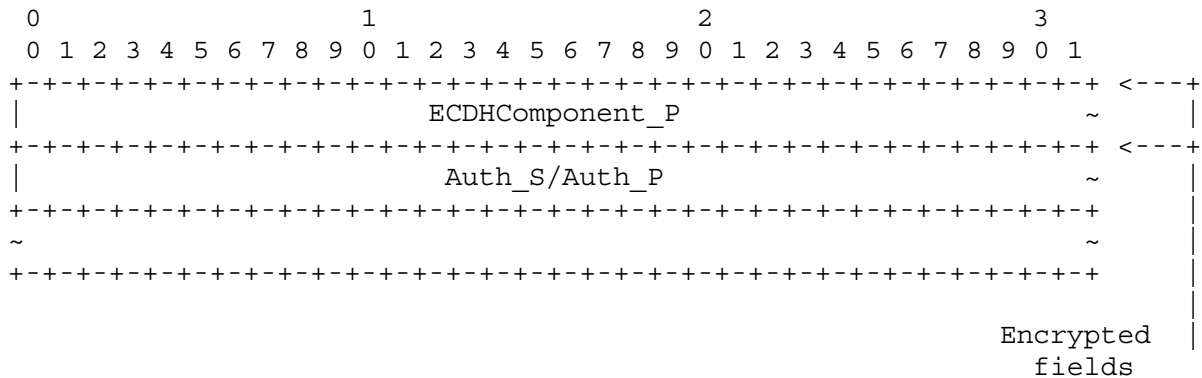 0                   1                   2                   3
 0 1 2 3 4 5 6 7 8 9 0 1 2 3 4 5 6 7 8 9 0 1 2 3 4 5 6 7 8 9 0 1
+-+-+-+-+-+-+-+-+-+-+-+-+-+-+-+-+-+-+-+-+-+-+-+-+-+-+-+-+-+-+-+-+ <---+
|                        ECDHComponent_P                        ~     |
+-+-+-+-+-+-+-+-+-+-+-+-+-+-+-+-+-+-+-+-+-+-+-+-+-+-+-+-+-+-+-+-+ <---+
|                         Auth_S/Auth_P                         ~     |
+-+-+-+-+-+-+-+-+-+-+-+-+-+-+-+-+-+-+-+-+-+-+-+-+-+-+-+-+-+-+-+-+     |
~                                                               ~     |
+-+-+-+-+-+-+-+-+-+-+-+-+-+-+-+-+-+-+-+-+-+-+-+-+-+-+-+-+-+-+-+-+     |
                                                                      |
                                                           Encrypted  |
                                                             fields